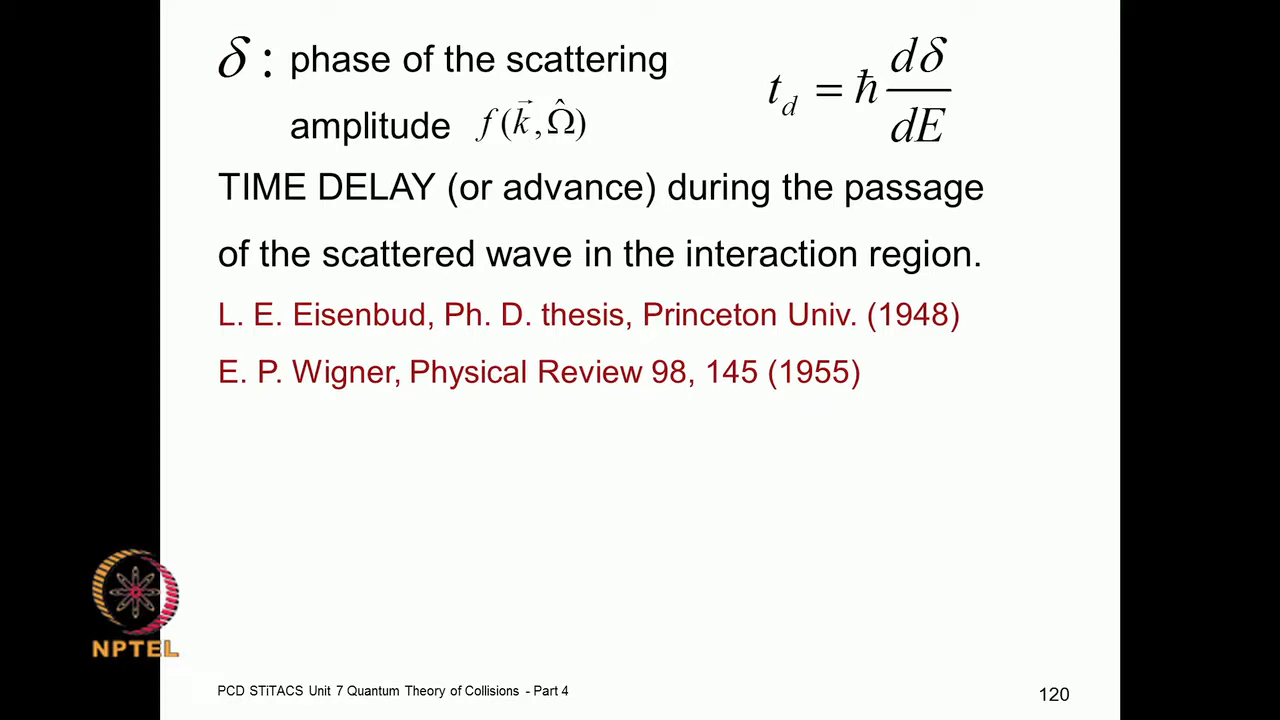 δ : phase of the scattering
amplitude f(k⃗, Ω̂)
t_d = ħ dδ/dE
TIME DELAY (or advance) during the passage
of the scattered wave in the interaction region.
L. E. Eisenbud, Ph. D. thesis, Princeton Univ. (1948)
E. P. Wigner, Physical Review 98, 145 (1955)
NPTEL
PCD STiTACS Unit 7 Quantum Theory of Collisions - Part 4
120